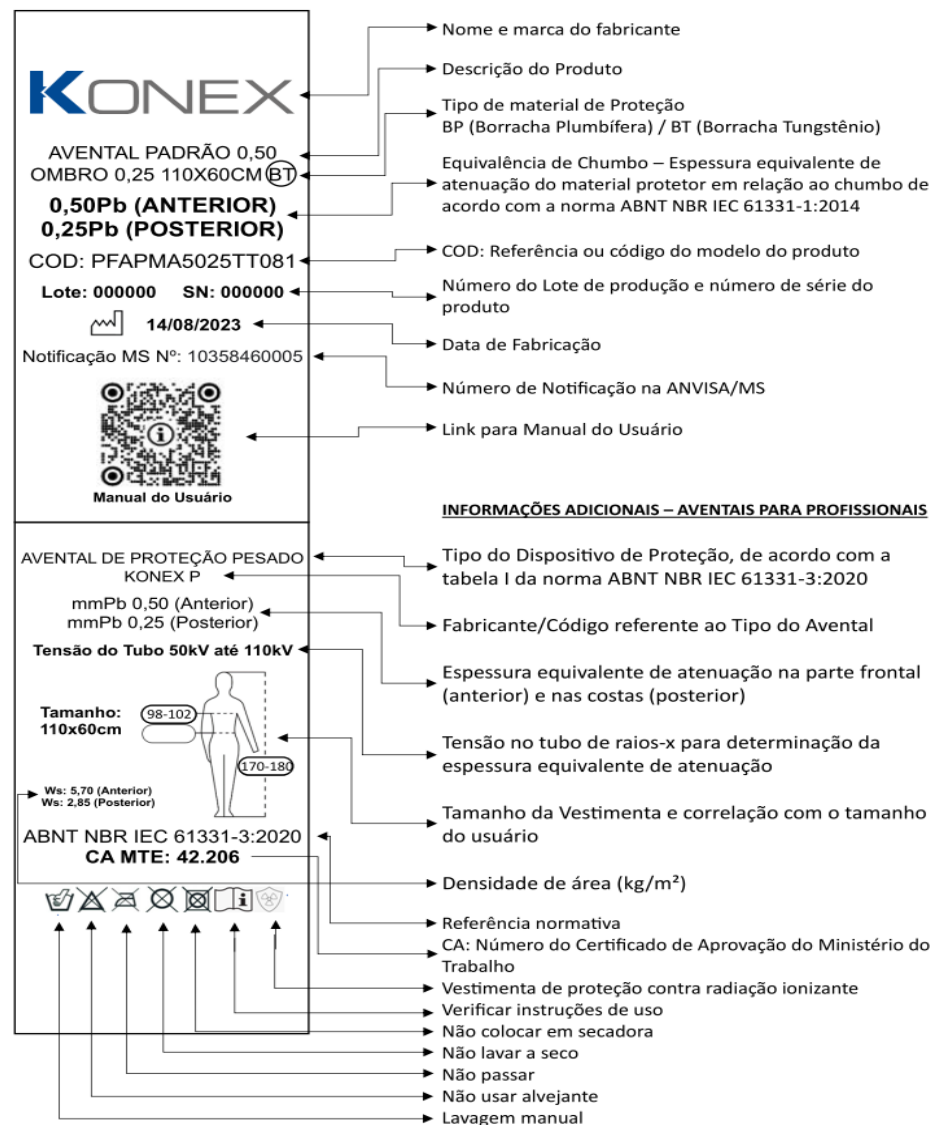 KONEX
AVENTAL PADRÃO 0,50
OMBRO 0,25 110X60CM BT
0,50Pb (ANTERIOR)
0,25Pb (POSTERIOR)
COD: PFAPMA5025TT081
Lote: 000000 SN: 000000
14/08/2023
Notificação MS Nº: 10358460005
i
Manual do Usuário
AVENTAL DE PROTEÇÃO PESADO
KONEX P
mmPb 0,50 (Anterior)
mmPb 0,25 (Posterior)
Tensão do Tubo 50kV até 110kV
Tamanho:
110x60cm
98-102
170-180
Ws: 5,70 (Anterior)
Ws: 2,85 (Posterior)
ABNT NBR IEC 61331-3:2020
CA MTE: 42.206
i
Nome e marca do fabricante
Descrição do Produto
Tipo de material de Proteção
BP (Borracha Plumbífera) / BT (Borracha Tungstênio)
Equivalência de Chumbo – Espessura equivalente de
atenuação do material protetor em relação ao chumbo de
acordo com a norma ABNT NBR IEC 61331-1:2014
COD: Referência ou código do modelo do produto
Número do Lote de produção e número de série do
produto
Data de Fabricação
Número de Notificação na ANVISA/MS
Link para Manual do Usuário
INFORMAÇÕES ADICIONAIS – AVENTAIS PARA PROFISSIONAIS
Tipo do Dispositivo de Proteção, de acordo com a
tabela I da norma ABNT NBR IEC 61331-3:2020
Fabricante/Código referente ao Tipo do Avental
Espessura equivalente de atenuação na parte frontal
(anterior) e nas costas (posterior)
Tensão no tubo de raios-x para determinação da
espessura equivalente de atenuação
Tamanho da Vestimenta e correlação com o tamanho
do usuário
Densidade de área (kg/m²)
Referência normativa
CA: Número do Certificado de Aprovação do Ministério do
Trabalho
Vestimenta de proteção contra radiação ionizante
Verificar instruções de uso
Não colocar em secadora
Não lavar a seco
Não passar
Não usar alvejante
Lavagem manual